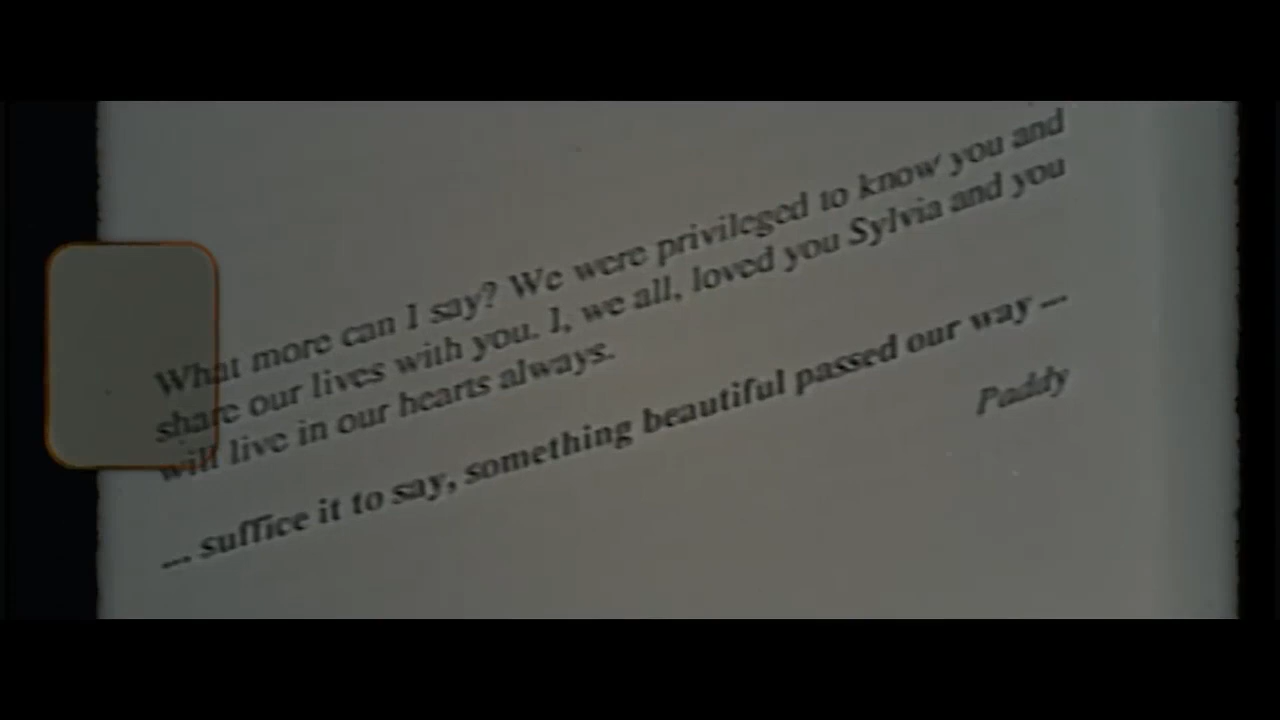 What more can I say? We were privileged to know you and
share our lives with you. I, we all, loved you Sylvia and you
will live in our hearts always.
... suffice it to say, something beautiful passed our way ...
Paddy